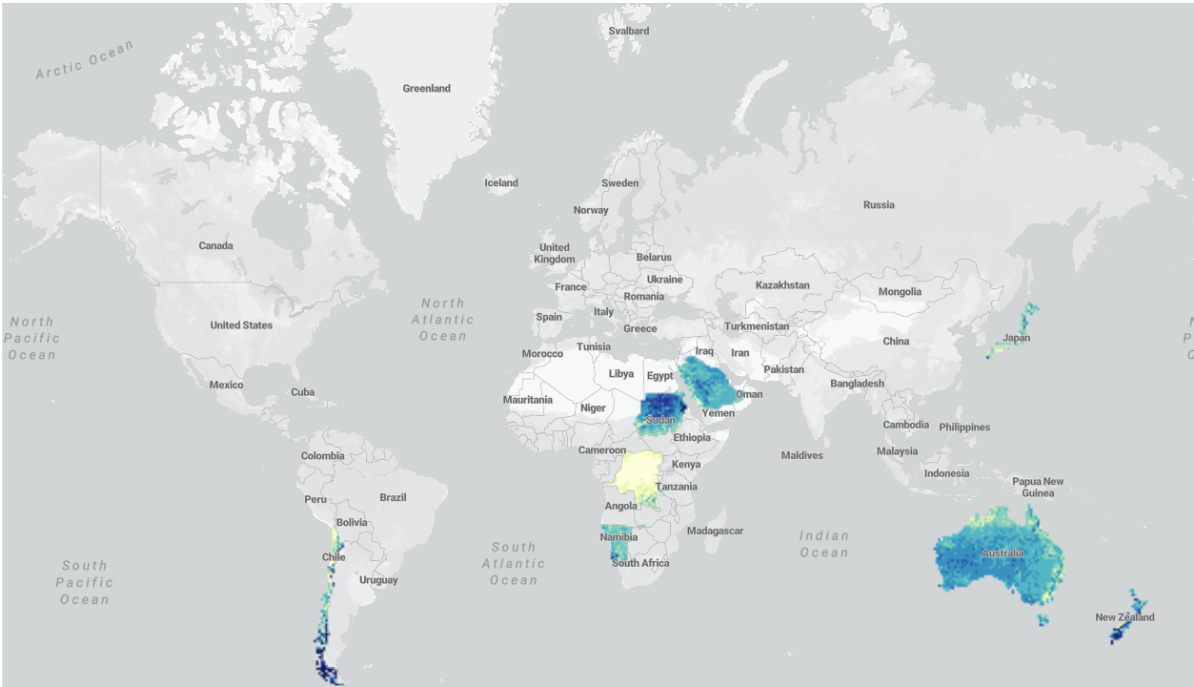 Svalbard
Arctic Ocean
Greenland
Iceland
Sweden
Norway
Russia
Canada
United
Kingdom
Belarus
Ukraine
France
Romania
Kazakhstan
Mongolia
North
Pacific
Ocean
United States
North
Atlantic
Ocean
Spain
Italy
Greece
Turkmenistan
China
Japan
N
P
O
Morocco
Tunisia
Iraq
Iran
Pakistan
Libya
Egypt
Bangladesh
Mexico
Cuba
Mauritania
Niger
Oman
Yemen
Sudan
Ethiopia
Cambodia
Philippines
Colombia
Cameroon
Kenya
Maldives
Malaysia
Indonesia
Peru
Brazil
Tanzania
Papua New
Guinea
Angola
Bolivia
Madagascar
Namibia
Indian
Ocean
Chile
South
Atlantic
Ocean
South Africa
Australia
South
Pacific
Ocean
Uruguay
New Zealand